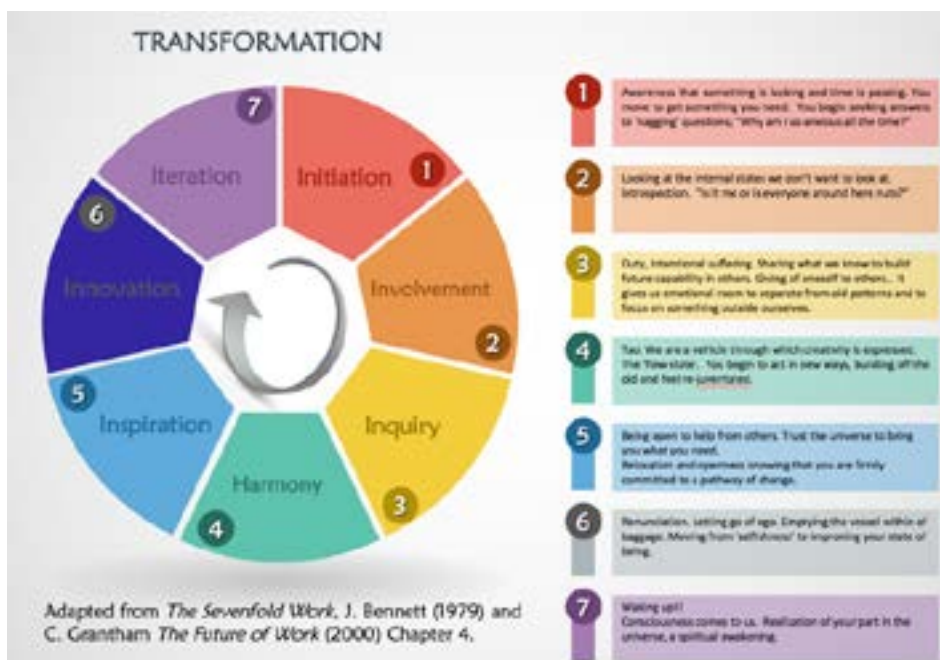 TRANSFORMATION
7
Iteration
Initiation
1
6
Innovation
Involvement
2
5
Inspiration
Inquiry
3
Harmony
4
Adapted from The Sevenfold Work, J. Bennett (1979) and
C. Grantham The Future of Work (2000) Chapter 4.
1
Awareness that something is lacking and time is passing. You
move to get something you need. You begin seeking answers
to 'nagging' questions, "Why am I so anxious all the time?"
2
Looking at the internal states we don't want to look at.
Introspection. "Is it me or is everyone around here nuts?"
3
Duty, intentional suffering. Sharing what we know to build
future capability in others. Giving of oneself to others.. It
gives us emotional room to separate from old patterns and to
focus on something outside ourselves.
4
Tao: We are a vehicle through which creativity is expressed.
The 'flow state'. You begin to act in new ways, building off the
old and feel re-juventated.
5
Being open to help from others. Trust the universe to bring
you what you need.
Relaxation and openness knowing that you are firmly
committed to a pathway of change.
6
Renunciation, letting go of ego. Emptying the vessel within of
baggage. Moving from 'selfishness' to improving your state of
being.
7
Waking up!!
Consciousness comes to us. Realization of your part in the
universe, a spiritual awakening.